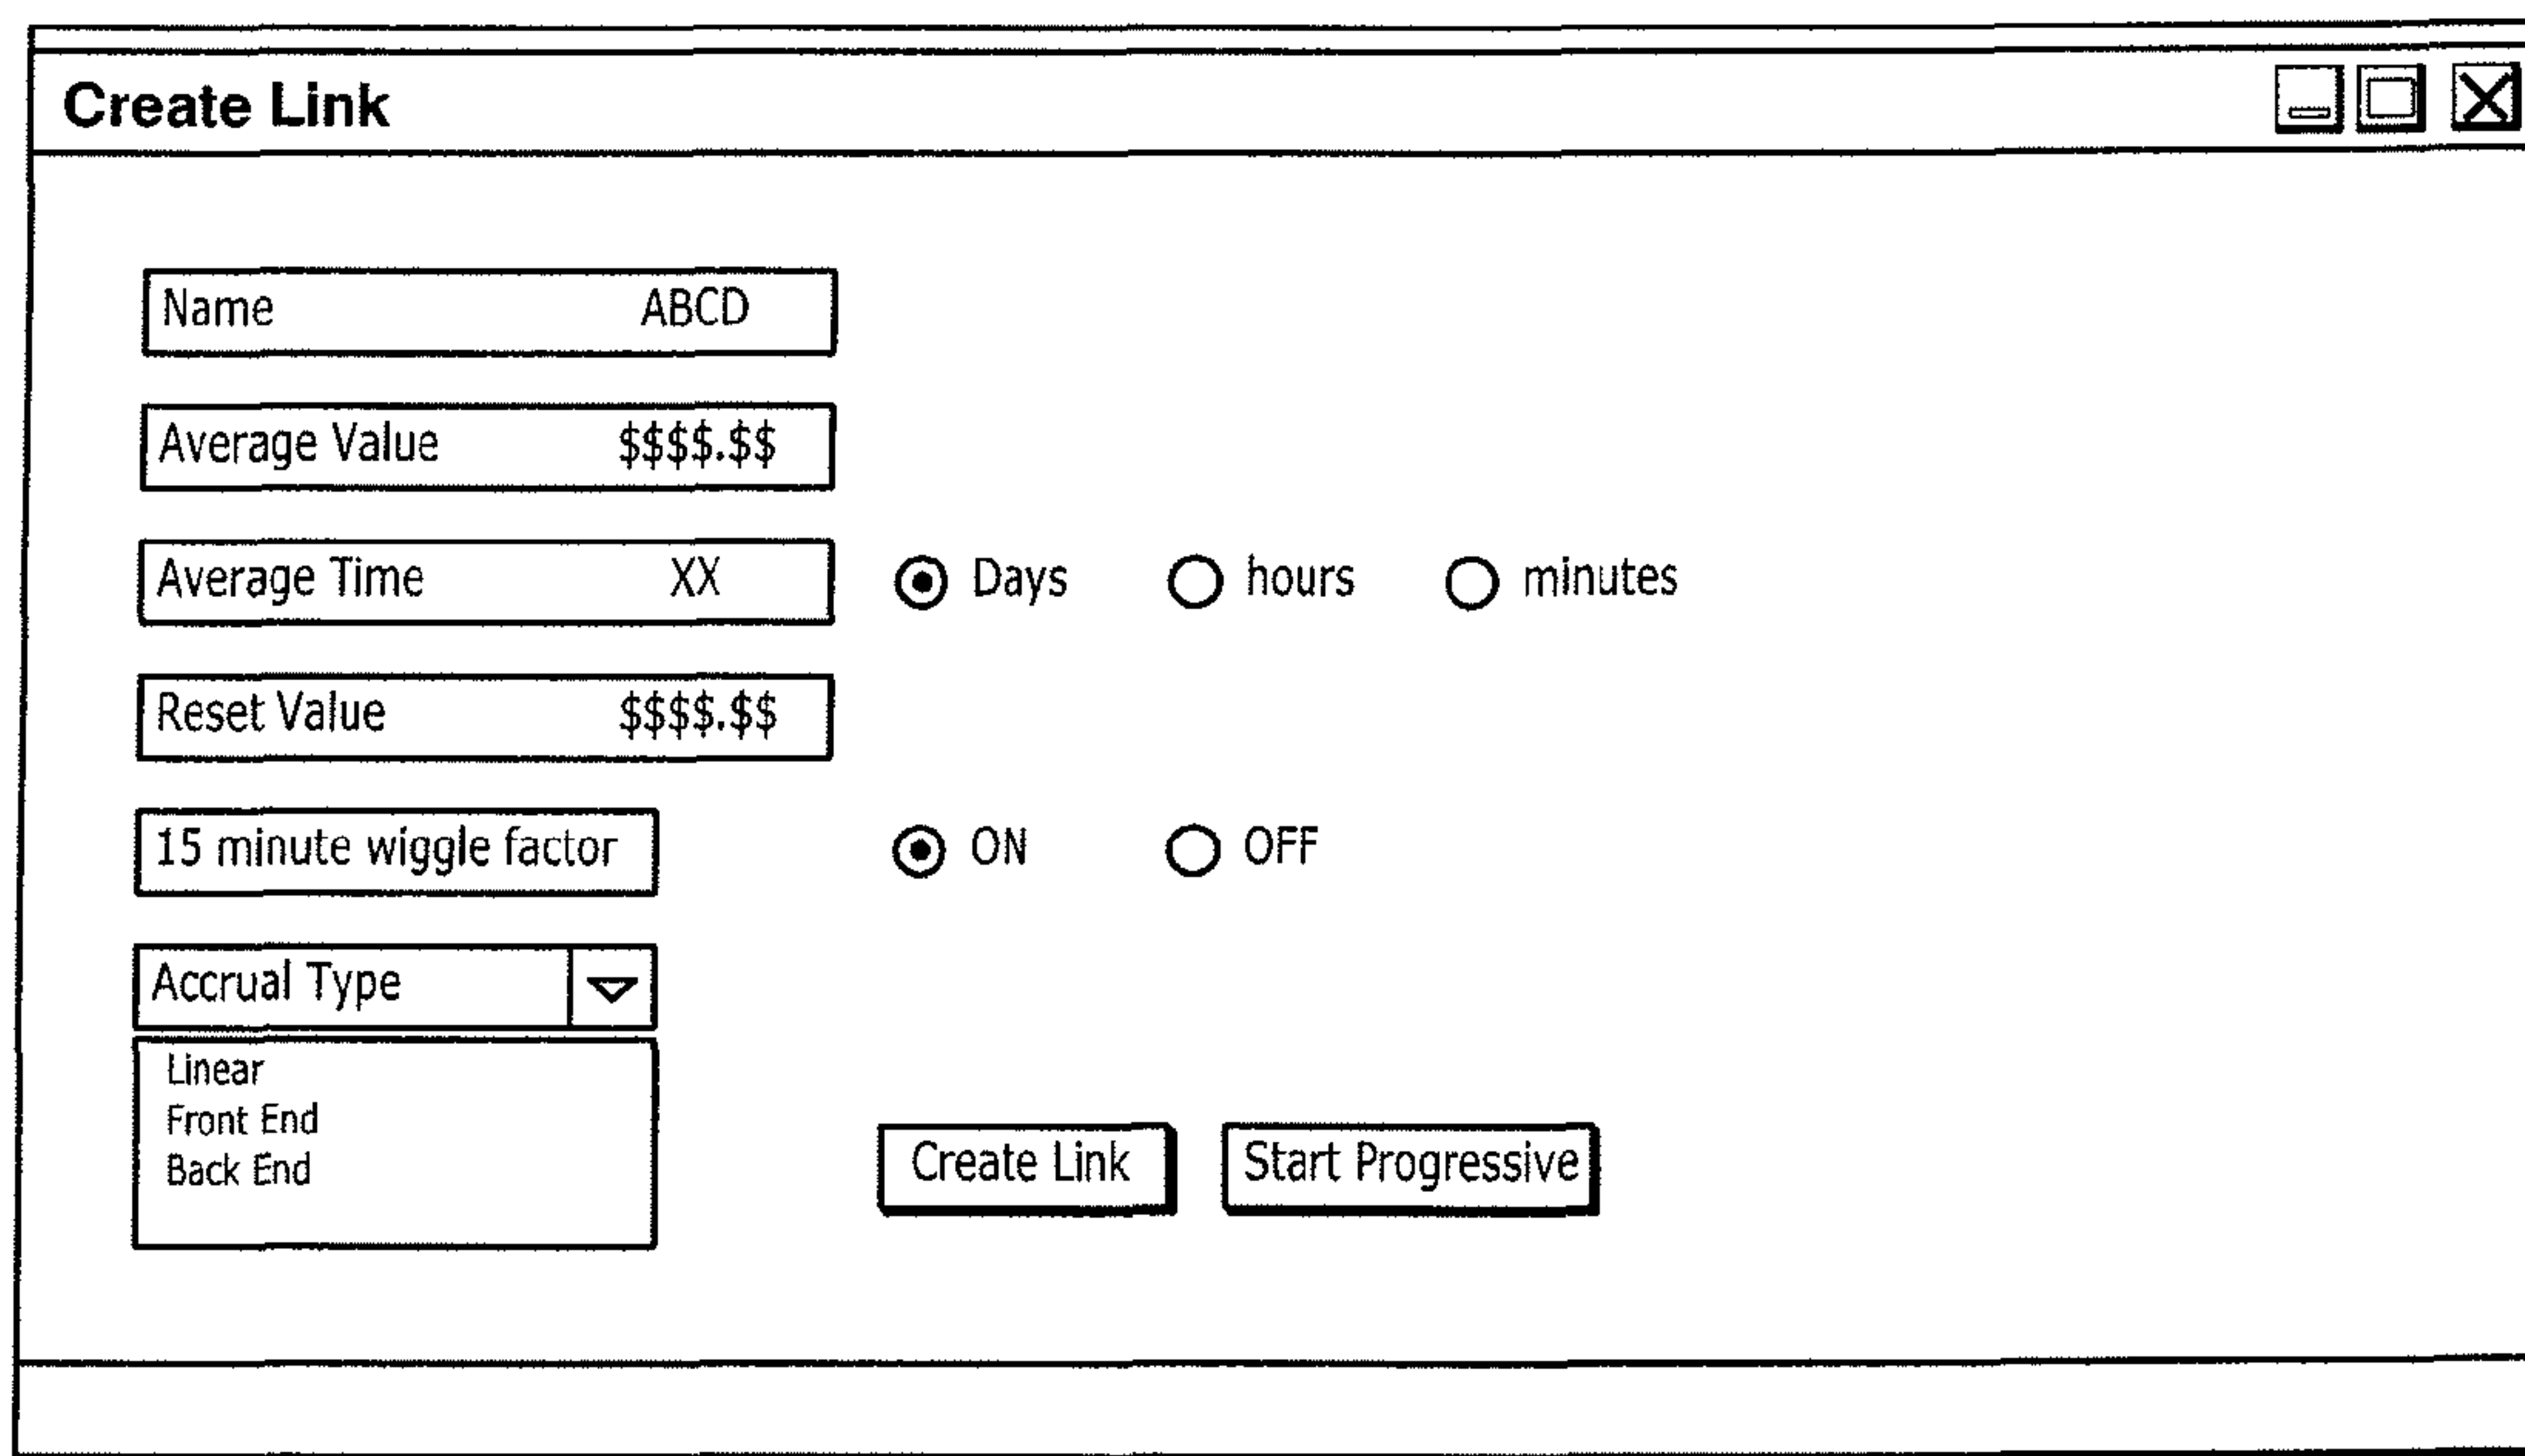 Create Link
Name ABCD
Average Value $$$$.$$
Average Time XX Days hours minutes
Reset Value $$$$.$$
15 minute wiggle factor ON OFF
Accrual Type
Linear
Front End
Back End
Create Link Start Progressive